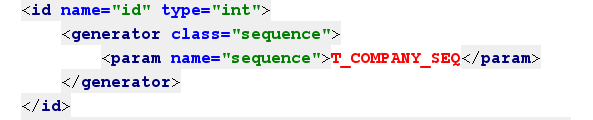 <id name="id" type="int">
<generator class="sequence">
<param name="sequence">T_COMPANY_SEQ</param>
</generator>
</id>